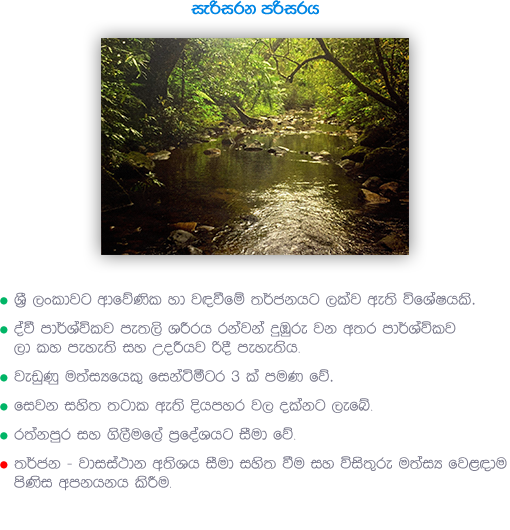 සැරිසරන පරිසරය
ශ්‍රී ලංකාවට ආවේණික හා වඳවීමේ තර්ජනයට ලක්ව ඇති විශේෂයකි.
ද්වී පාර්ශ්විකව පැතලි ශරීරය රන්වන් දුඹුරු වන අතර පාර්ශ්විකව
ලා කහ පැහැති සහ උදරීයව රිදී පැහැතිය.
වැඩුණු මත්ස්‍යයෙකු සෙන්ටිමීටර 3 ක් පමණ වේ.
සෙවන සහිත තටාක ඇති දියපහර වල දක්නට ලැබේ.
රත්නපුර සහ ගිලීමලේ ප්‍රදේශයට සීමා වේ.
තර්ජන - වාසස්ථාන අතිශය සීමා සහිත වීම සහ විසිතුරු මත්ස්‍ය වෙළඳාම
පිණිස අපනයනය කිරීම.